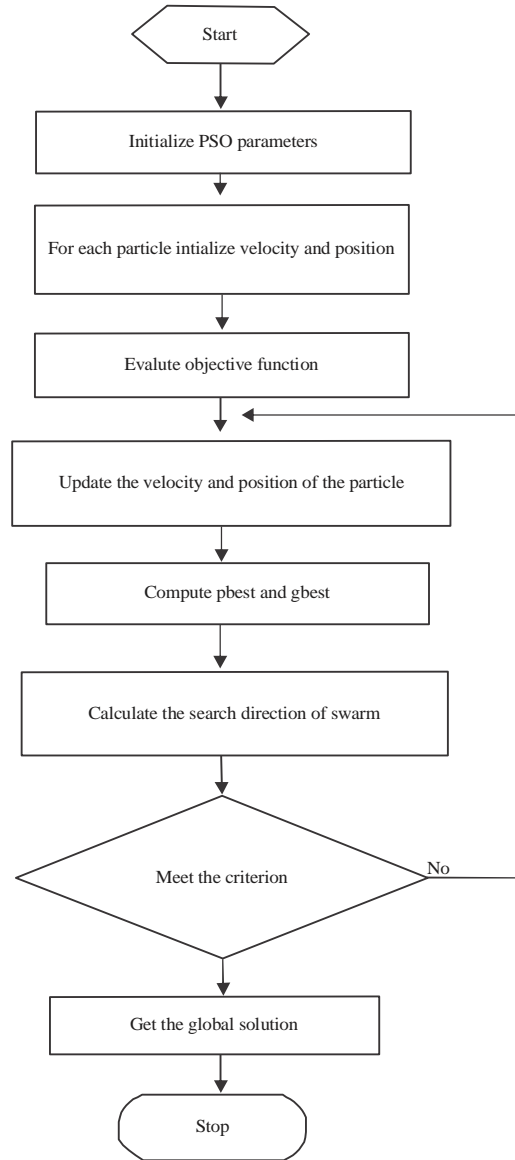 Start
Initialize PSO parameters
For each particle intialize velocity and position
Evalute objective function
Update the velocity and position of the particle
Compute pbest and gbest
Calculate the search direction of swarm
Meet the criterion
No
Get the global solution
Stop